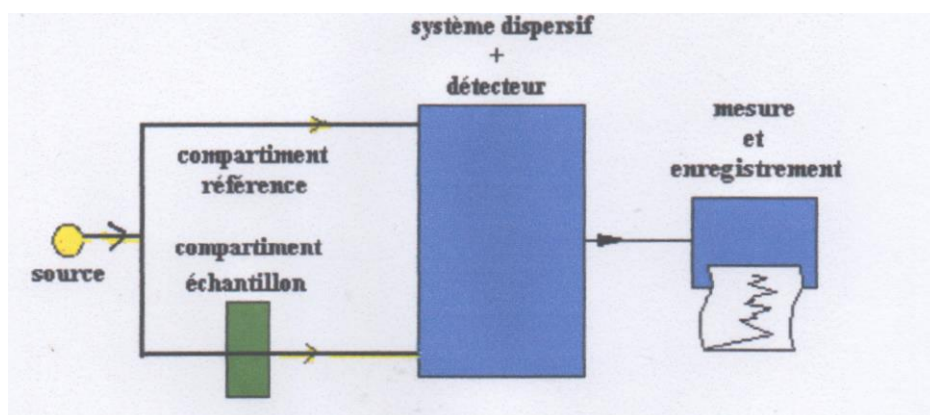 système dispersif
+
détecteur
mesure
et
enregistrement
compartiment
référence
source
compartiment
échantillon